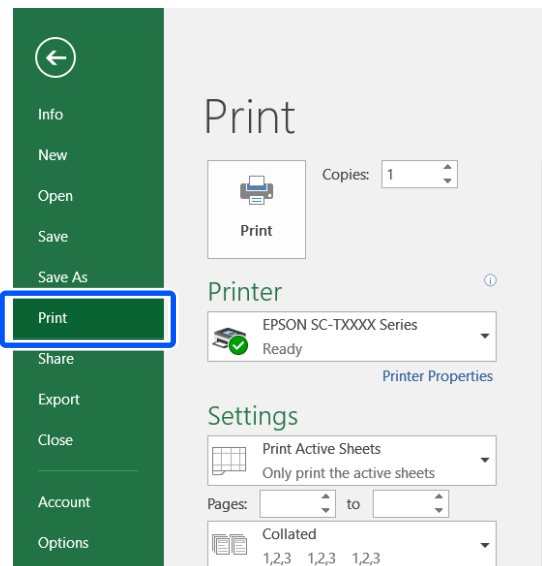 Info
New
Open
Save
Save As
Print
Share
Export
Close
Account
Options
Print
Copies: 1
Print
Printer
EPSON SC-TXXXX Series
Ready
Printer Properties
Settings
Print Active Sheets
Only print the active sheets
Pages: to
Collated
1,2,3 1,2,3 1,2,3